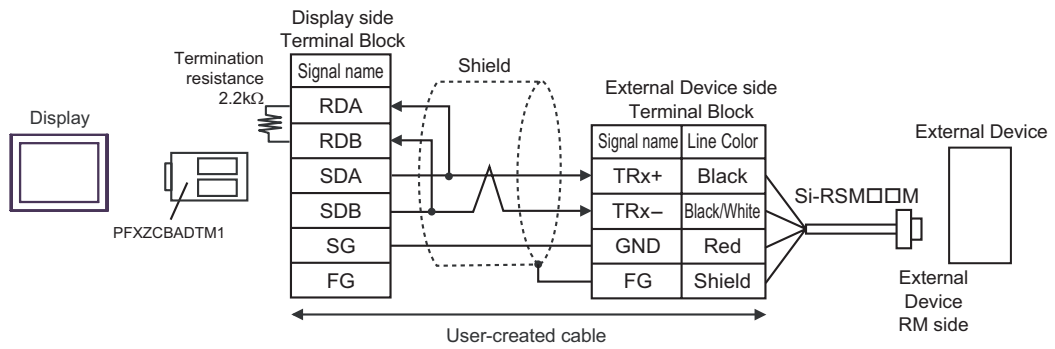 Display side
Terminal Block
Termination
resistance
2.2kΩ
Shield
Signal name
RDA
RDB
SDA
SDB
SG
FG
Display
PFXZCBADTM1
External Device side
Terminal Block
Signal name Line Color
TRx+ Black
TRx– Black/White
GND Red
FG Shield
Si-RSM□□M
External Device
External
Device
RM side
User-created cable